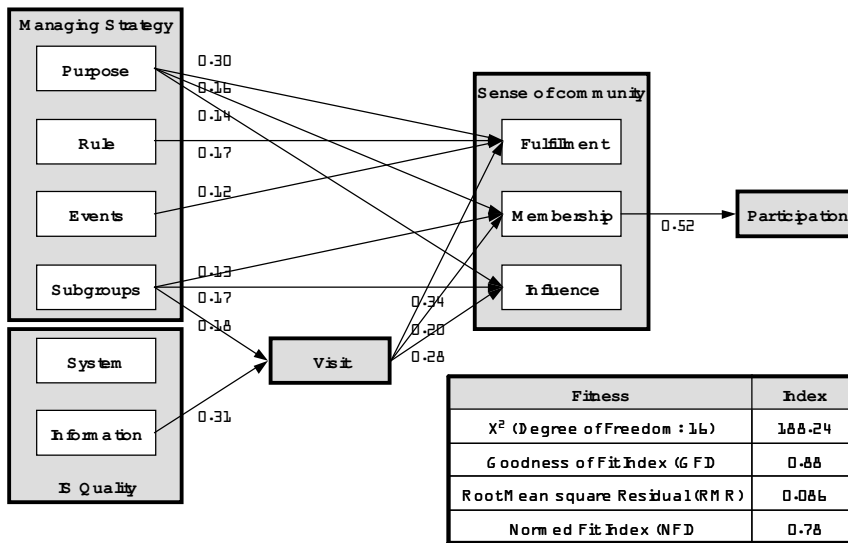 Managing Strategy
Purpose
Rule
Events
Subgroups
0.30
0.16
0.14
0.17
0.12
0.13
0.17
0.18
System
Information
IS Quality
0.31
Visit
0.34
0.20
0.28
Sense of community
Fulfillment
Membership
Influence
0.52
Participation
Fitness Index
X² (Degree of Freedom : 16) 188.24
Goodness of Fit Index (GFI) 0.88
Root Mean square Residual (RMR) 0.086
Normed Fit Index (NFI) 0.78